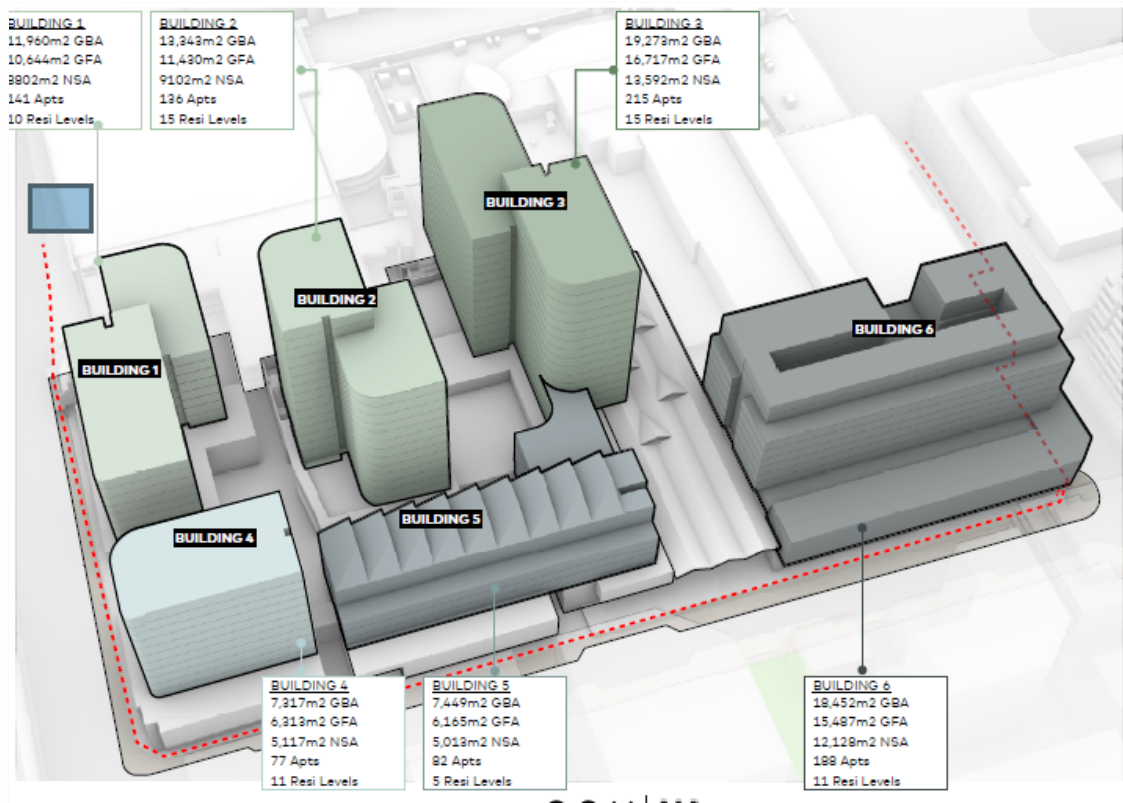 BUILDING 1
11,960m2 GBA
10,644m2 GFA
8802m2 NSA
141 Apts
10 Resi Levels
BUILDING 2
13,343m2 GBA
11,430m2 GFA
9102m2 NSA
136 Apts
15 Resi Levels
BUILDING 3
19,273m2 GBA
16,717m2 GFA
13,592m2 NSA
215 Apts
15 Resi Levels
BUILDING 3
BUILDING 2
BUILDING 6
BUILDING 1
BUILDING 5
BUILDING 4
BUILDING 4
7,317m2 GBA
6,313m2 GFA
5,117m2 NSA
77 Apts
11 Resi Levels
BUILDING 5
7,449m2 GBA
6,165m2 GFA
5,013m2 NSA
82 Apts
5 Resi Levels
BUILDING 6
18,452m2 GBA
15,487m2 GFA
12,128m2 NSA
188 Apts
11 Resi Levels